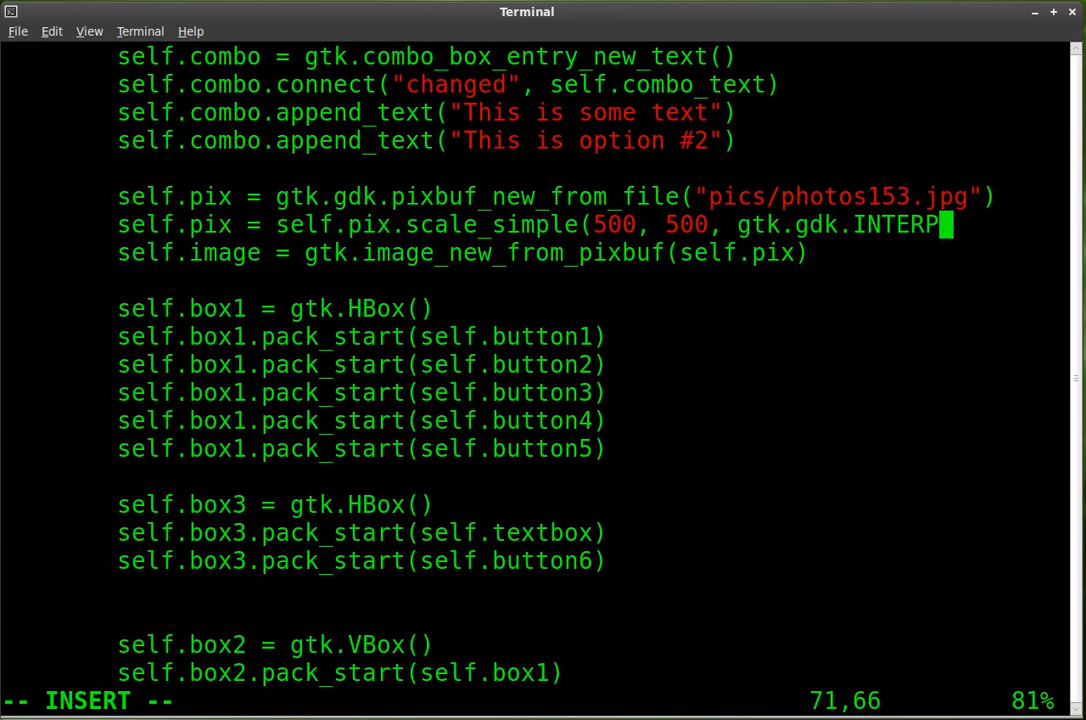 Terminal
File Edit View Terminal Help
self.combo = gtk.combo_box_entry_new_text()
self.combo.connect("changed", self.combo_text)
self.combo.append_text("This is some text")
self.combo.append_text("This is option #2")
self.pix = gtk.gdk.pixbuf_new_from_file("pics/photos153.jpg")
self.pix = self.pix.scale_simple(500, 500, gtk.gdk.INTERP
self.image = gtk.image_new_from_pixbuf(self.pix)
self.box1 = gtk.HBox()
self.box1.pack_start(self.button1)
self.box1.pack_start(self.button2)
self.box1.pack_start(self.button3)
self.box1.pack_start(self.button4)
self.box1.pack_start(self.button5)
self.box3 = gtk.HBox()
self.box3.pack_start(self.textbox)
self.box3.pack_start(self.button6)
self.box2 = gtk.VBox()
self.box2.pack_start(self.box1)
-- INSERT -- 71,66 81%